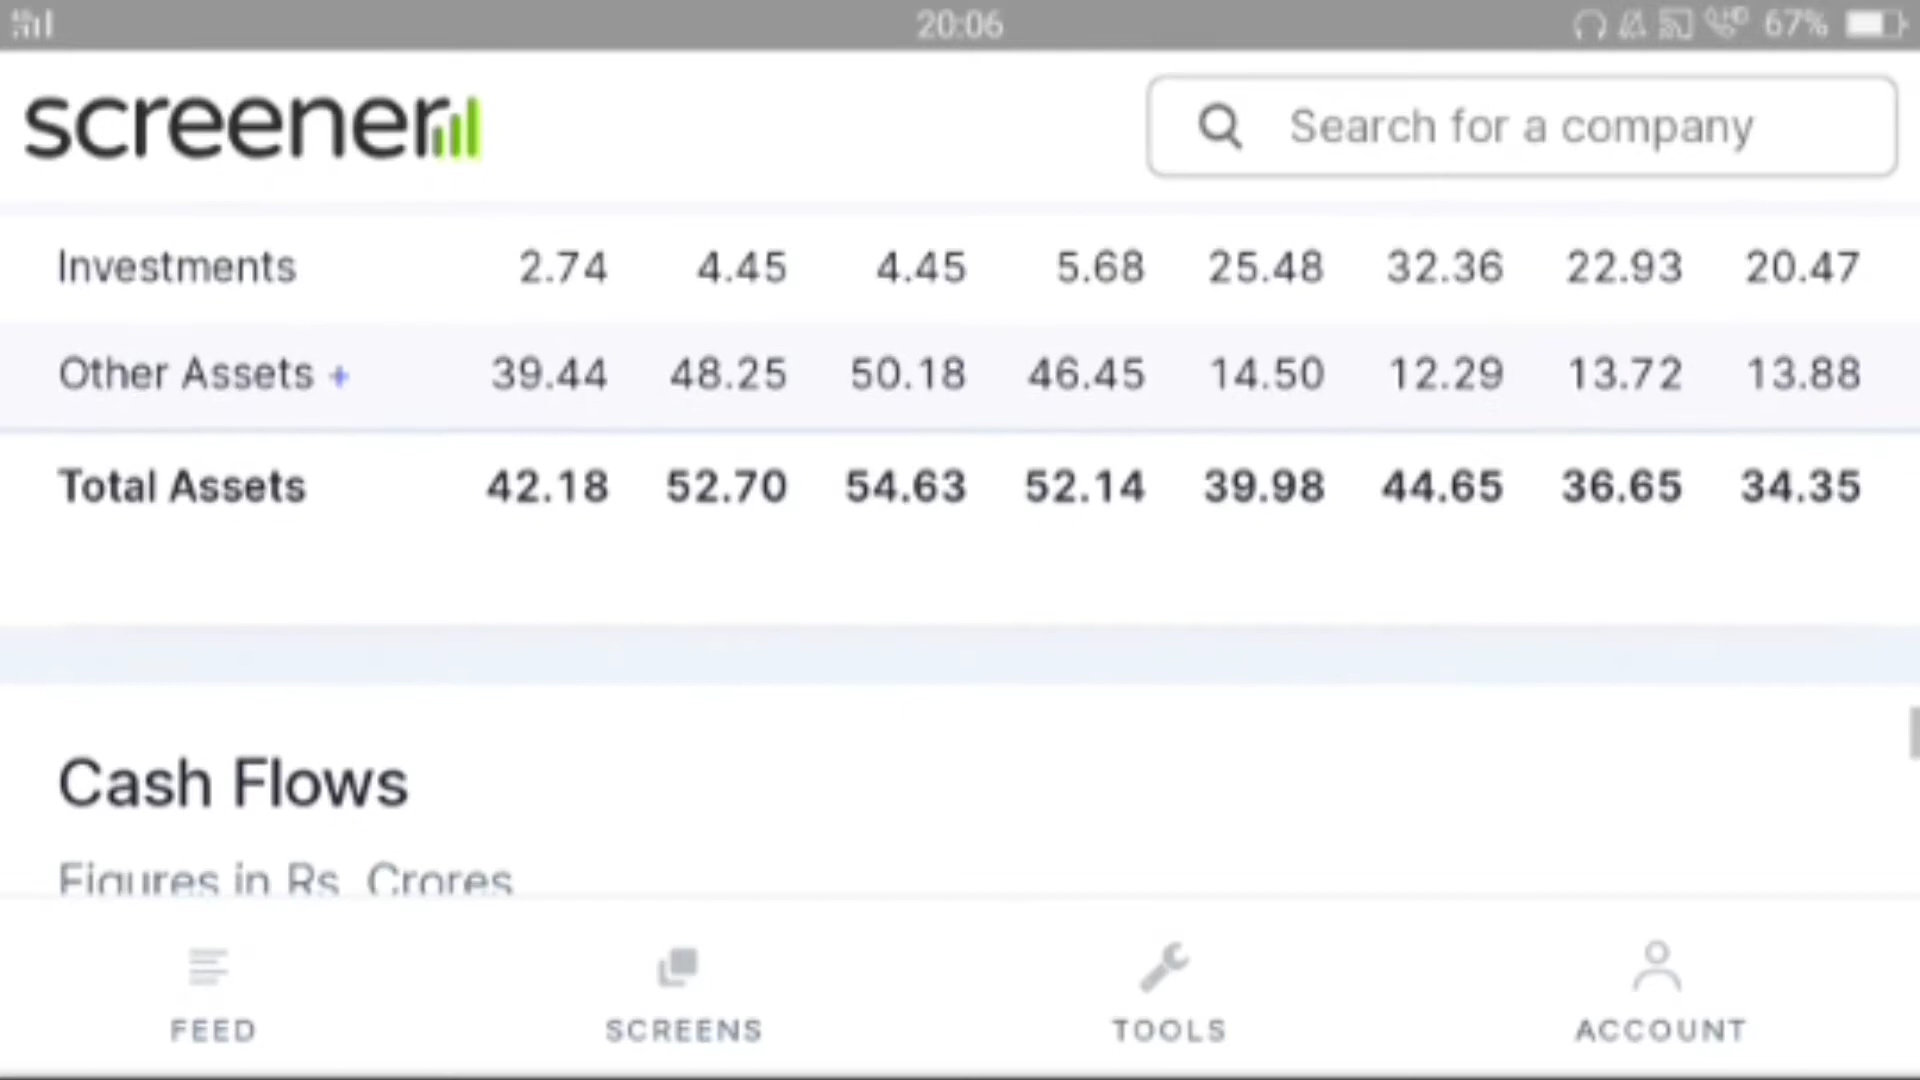 20:06 67%
screener Search for a company
Investments 2.74 4.45 4.45 5.68 25.48 32.36 22.93 20.47
Other Assets + 39.44 48.25 50.18 46.45 14.50 12.29 13.72 13.88
Total Assets 42.18 52.70 54.63 52.14 39.98 44.65 36.65 34.35
Cash Flows
Figures in Rs. Crores
FEED SCREENS TOOLS ACCOUNT